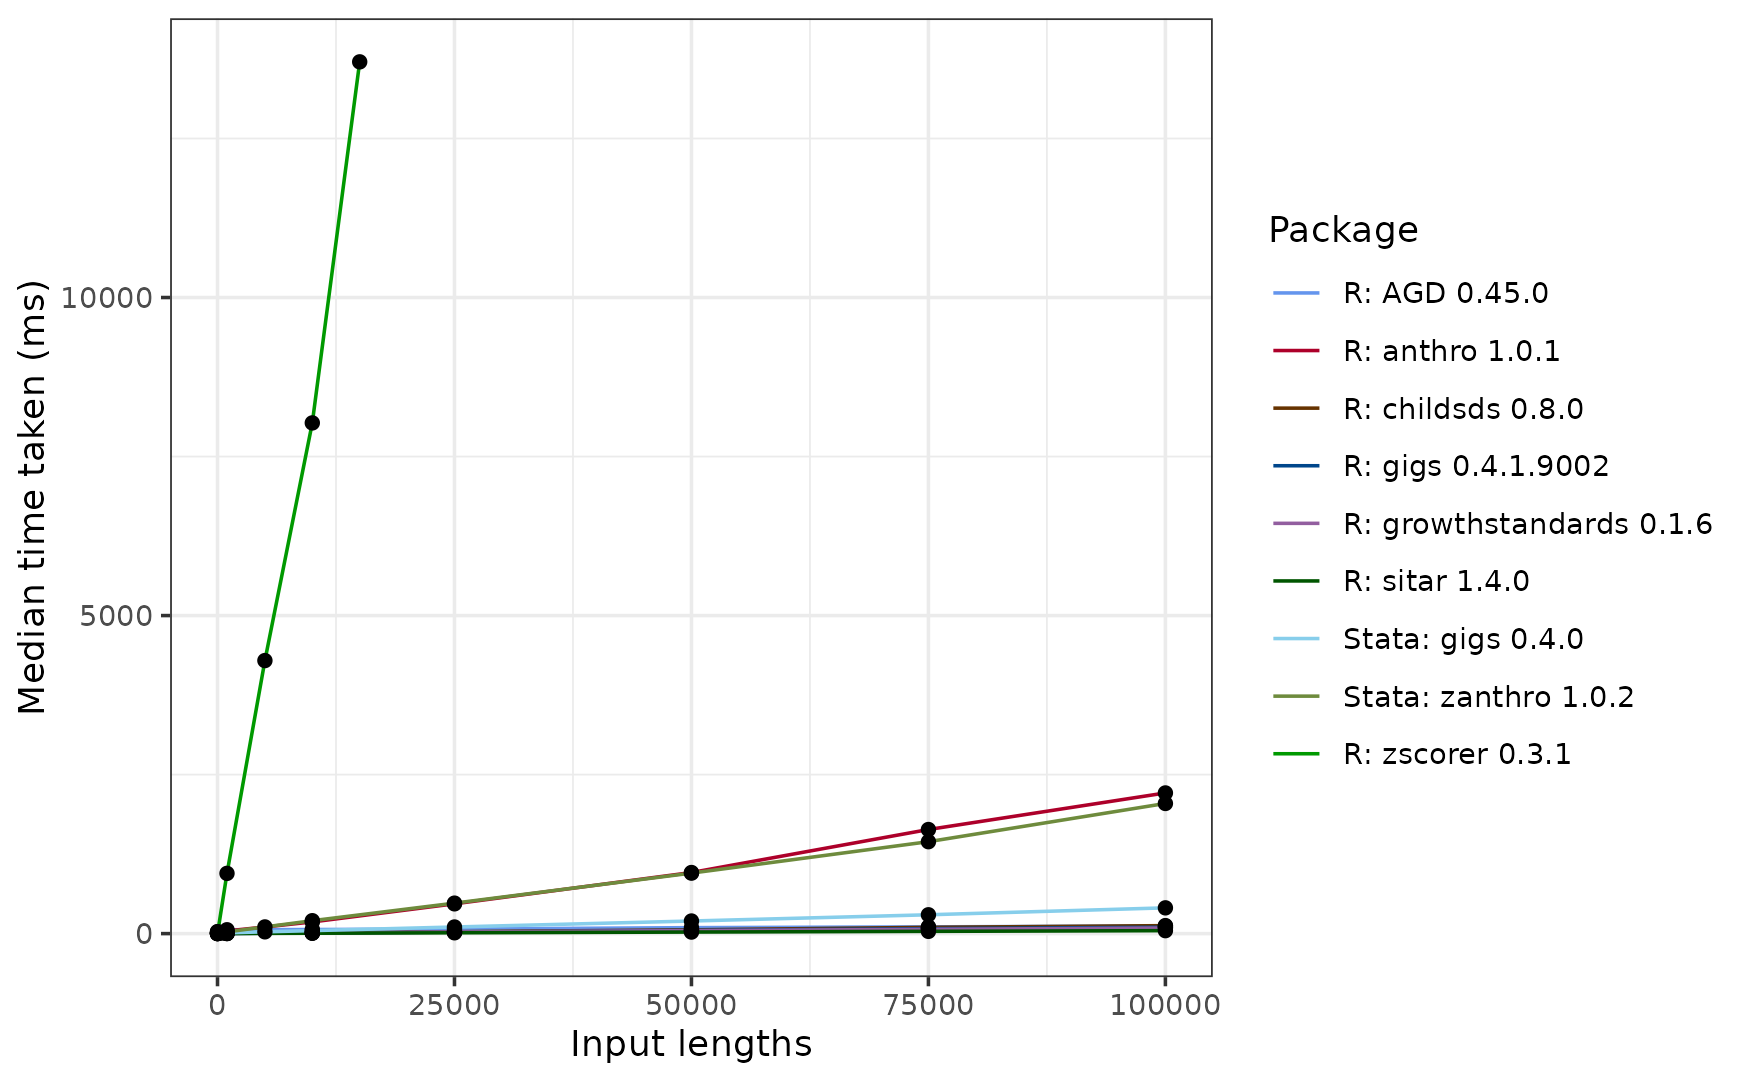 Median time taken (ms)
10000
5000
0
0
25000
50000
75000
100000
Input lengths
Package
R: AGD 0.45.0
R: anthro 1.0.1
R: childsds 0.8.0
R: gigs 0.4.1.9002
R: growthstandards 0.1.6
R: sitar 1.4.0
Stata: gigs 0.4.0
Stata: zanthro 1.0.2
R: zscorer 0.3.1